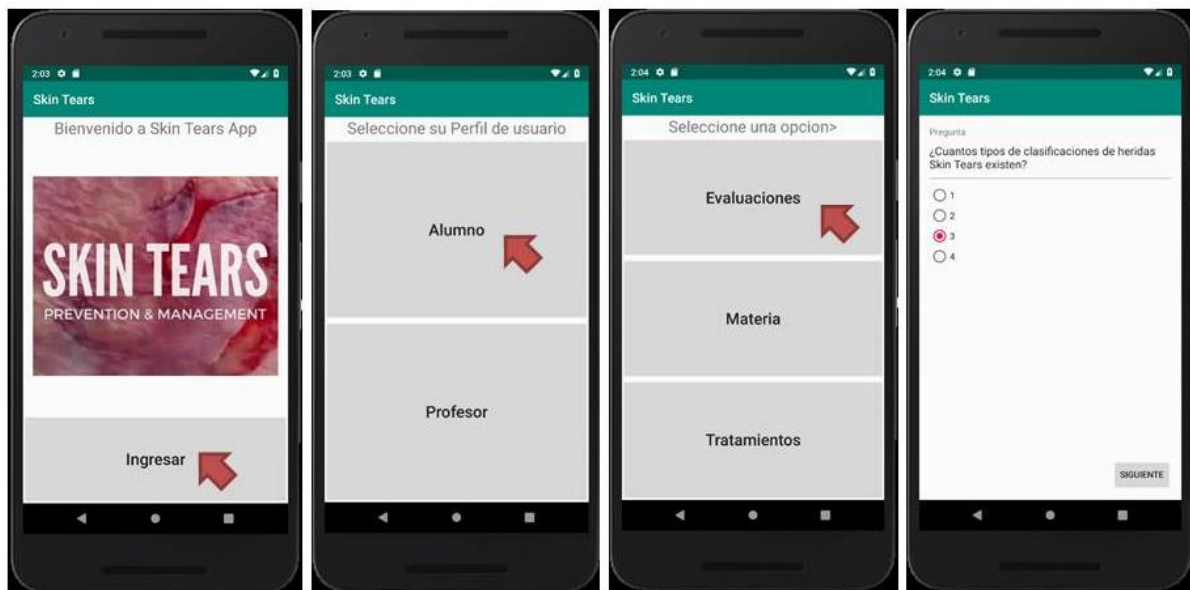 2:03
Skin Tears
Bienvenido a Skin Tears App
SKIN TEARS
PREVENTION & MANAGEMENT
Ingresar
2:03
Skin Tears
Seleccione su Perfil de usuario
Alumno
Profesor
2:04
Skin Tears
Seleccione una opcion>
Evaluaciones
Materia
Tratamientos
2:04
Skin Tears
Pregunta
¿Cuantos tipos de clasificaciones de heridas
Skin Tears existen?
1
2
3
4
SIGUIENTE